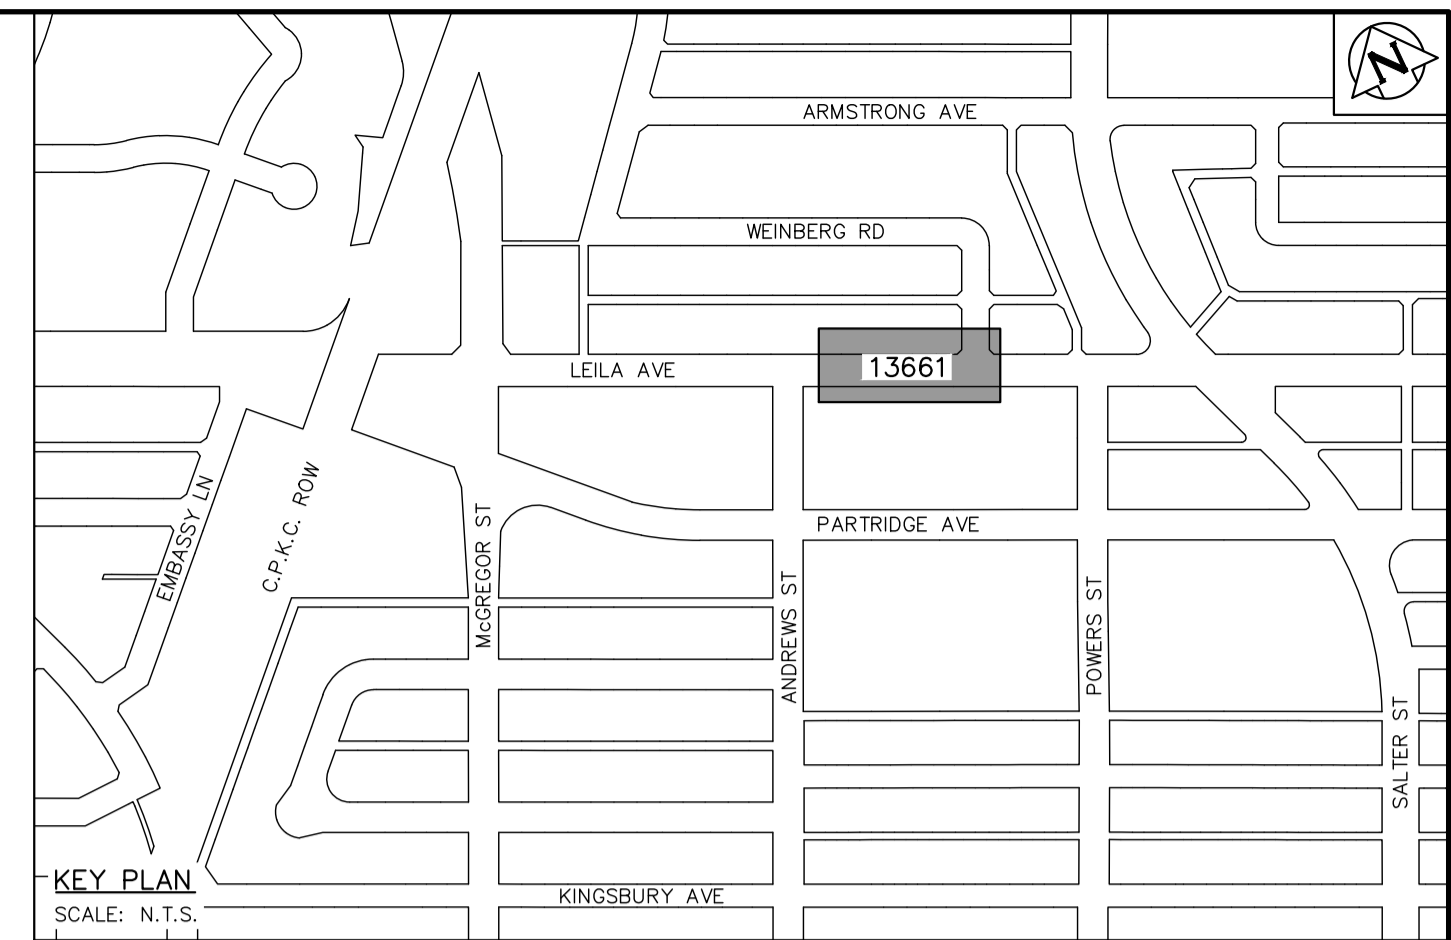 N
ARMSTRONG AVE
WEINBERG RD
LEILA AVE
13661
EMBASSY LN
C.P.K.C. ROW
McGREGOR ST
PARTRIDGE AVE
ANDREWS ST
POWERS ST
SALTER ST
KEY PLAN
SCALE: N.T.S.
KINGSBURY AVE